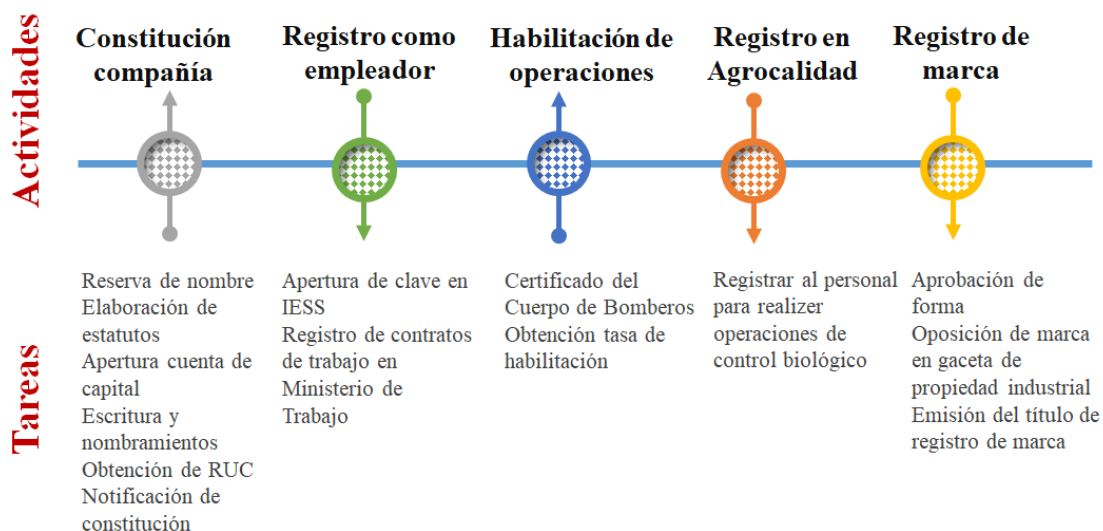 Actividades
Constitución
compañía
Registro como
empleador
Habilitación de
operaciones
Registro en
Agrocalidad
Registro de
marca
Tareas
Reserva de nombre
Elaboración de
estatutos
Apertura cuenta de
capital
Escritura y
nombramientos
Obtención de RUC
Notificación de
constitución
Apertura de clave en
IESS
Registro de contratos
de trabajo en
Ministerio de
Trabajo
Certificado del
Cuerpo de Bomberos
Obtención tasa de
habilitación
Registrar al personal
para realizer
operaciones de
control biológico
Aprobación de
forma
Oposición de marca
en gaceta de
propiedad industrial
Emisión del título de
registro de marca